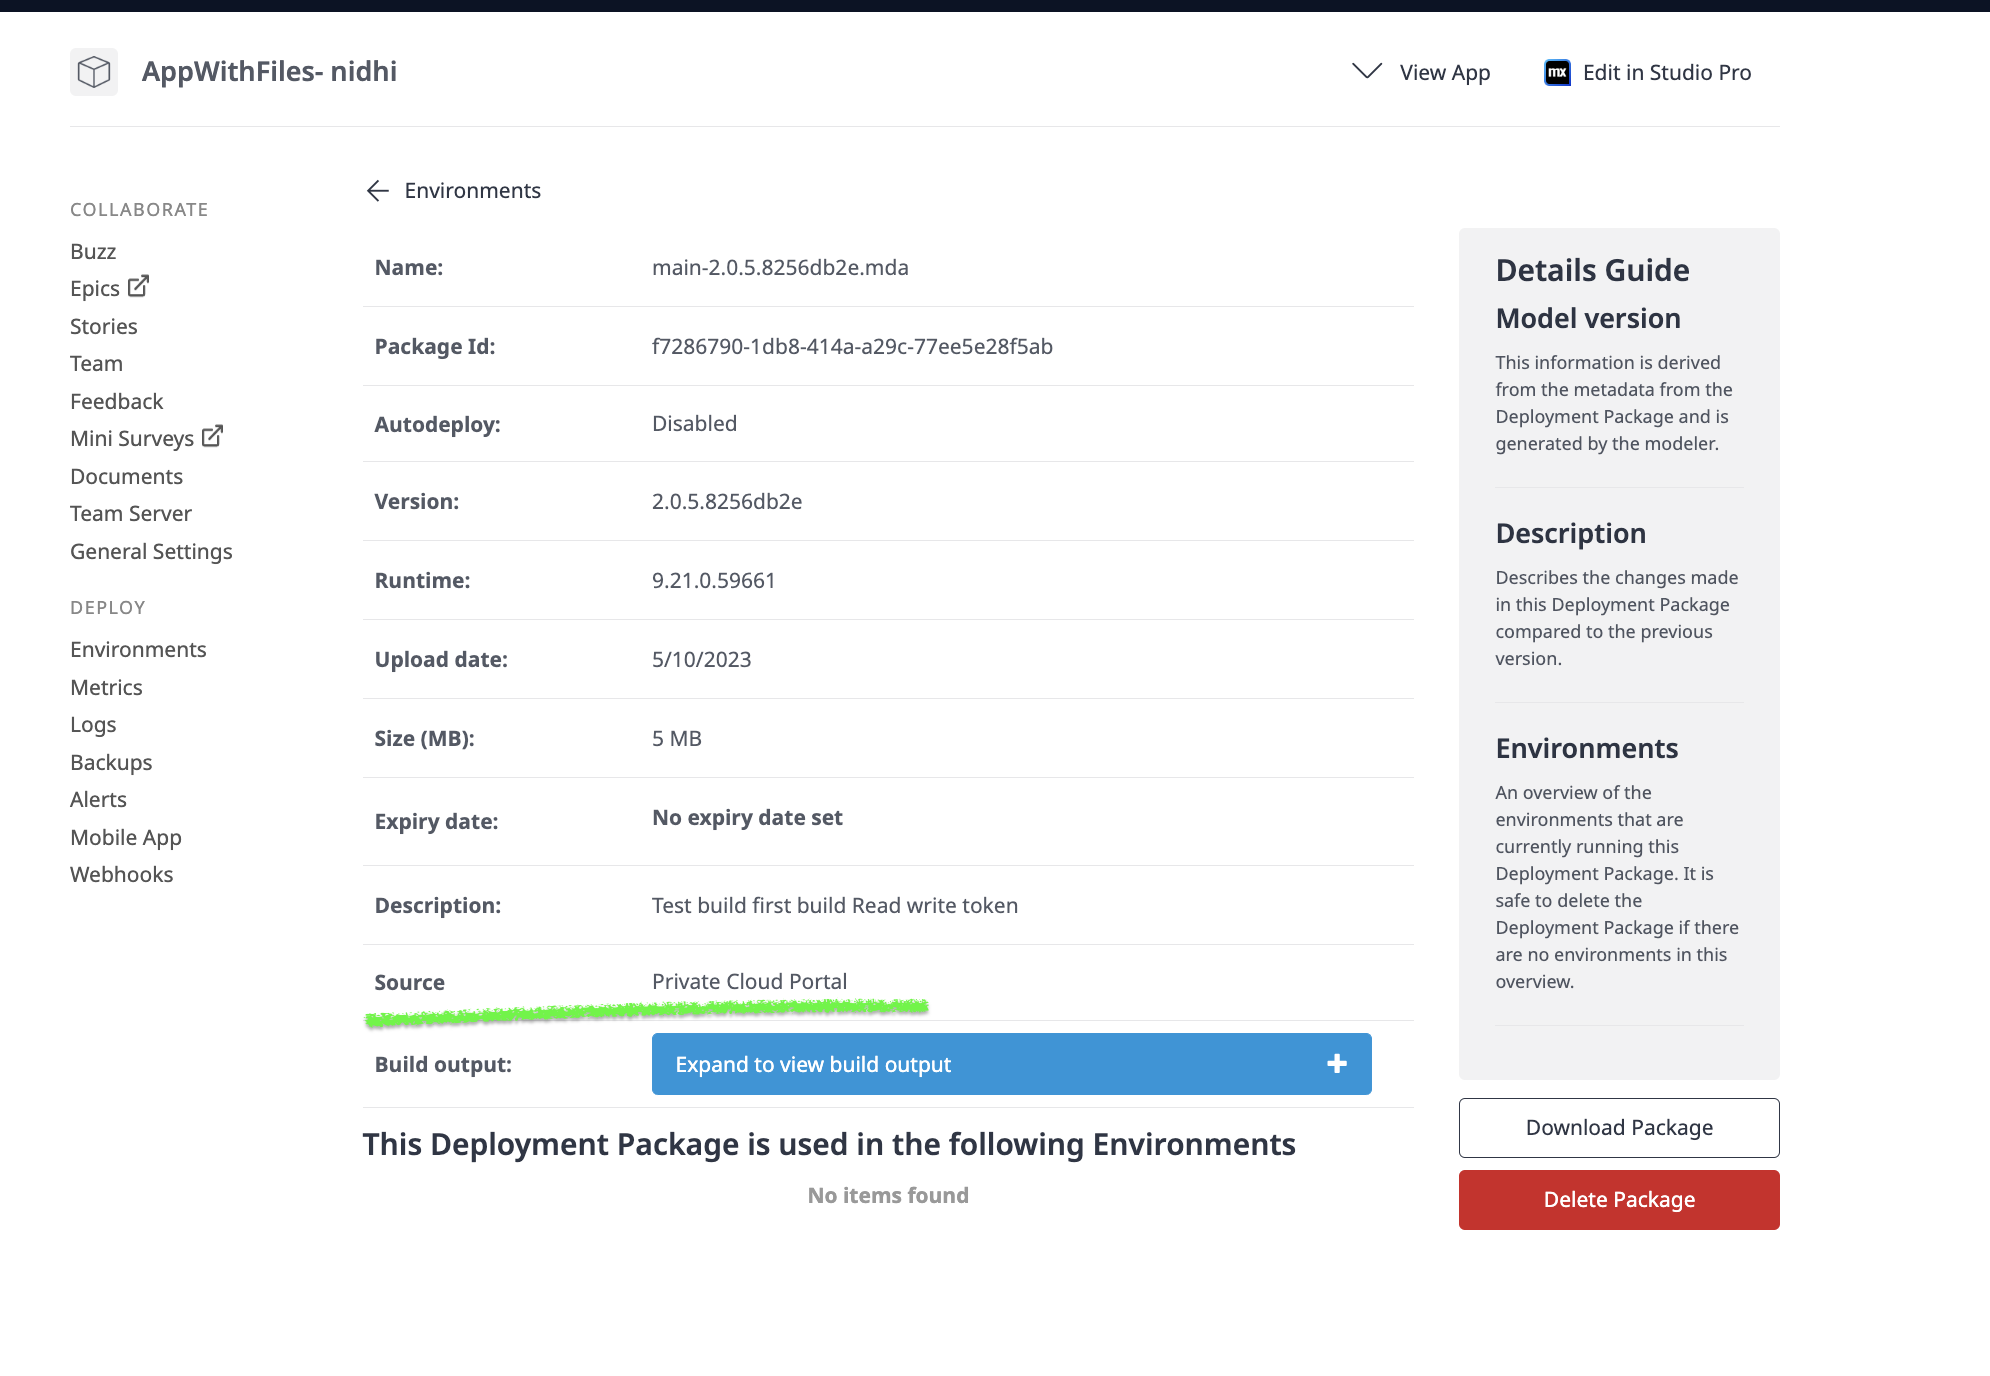 AppWithFiles- nidhi
View App
mx Edit in Studio Pro
COLLABORATE
Buzz
Epics
Stories
Team
Feedback
Mini Surveys
Documents
Team Server
General Settings
DEPLOY
Environments
Metrics
Logs
Backups
Alerts
Mobile App
Webhooks
Environments
Name: main-2.0.5.8256db2e.mda
Package Id: f7286790-1db8-414a-a29c-77ee5e28f5ab
Autodeploy: Disabled
Version: 2.0.5.8256db2e
Runtime: 9.21.0.59661
Upload date: 5/10/2023
Size (MB): 5 MB
Expiry date: No expiry date set
Description: Test build first build Read write token
Source Private Cloud Portal
Build output: Expand to view build output
This Deployment Package is used in the following Environments
No items found
Details Guide
Model version
This information is derived
from the metadata from the
Deployment Package and is
generated by the modeler.
Description
Describes the changes made
in this Deployment Package
compared to the previous
version.
Environments
An overview of the
environments that are
currently running this
Deployment Package. It is
safe to delete the
Deployment Package if there
are no environments in this
overview.
Download Package
Delete Package